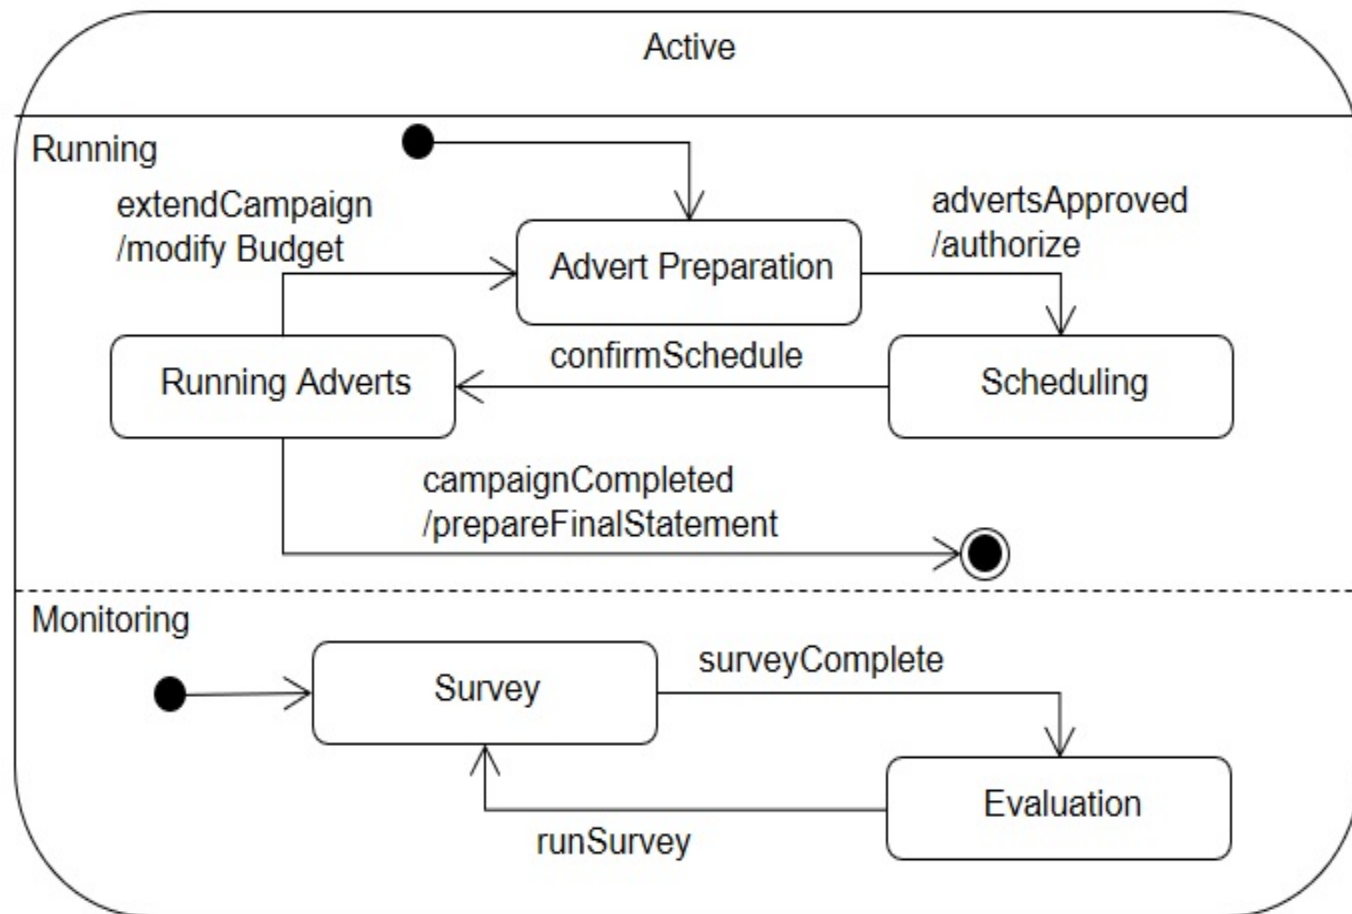 Active
Running
extendCampaign
/modify Budget
advertsApproved
/authorize
Advert Preparation
confirmSchedule
Running Adverts
Scheduling
campaignCompleted
/prepareFinalStatement
Monitoring
surveyComplete
Survey
Evaluation
runSurvey